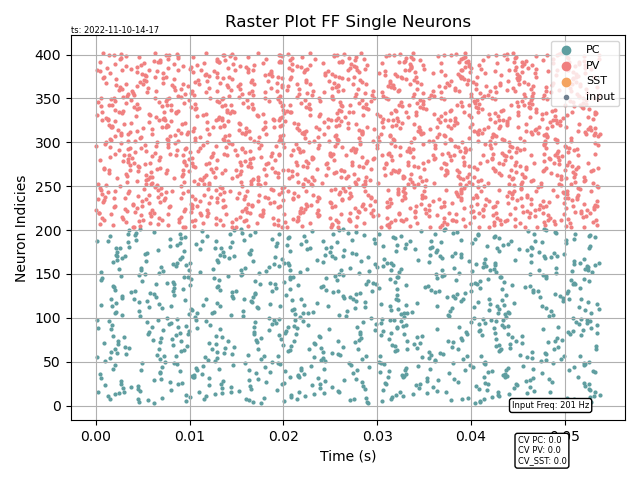 Raster Plot FF Single Neurons
ts: 2022-11-10-14-17
400
350
300
250
200
150
100
50
0
Neuron Indicies
PC
PV
SST
input
Input Freq: 201 Hz
0.00 0.01 0.02 0.03 0.04 0.05
Time (s)
CV PC: 0.0
CV PV: 0.0
CV_SST: 0.0